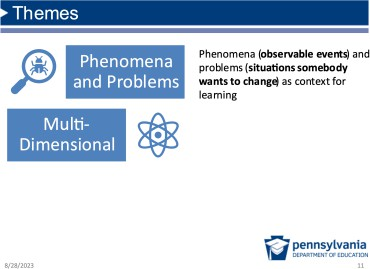 Themes
Phenomena
and Problems
Phenomena (observable events) and
problems (situations somebody
wants to change) as context for
learning
Multi-
Dimensional
pennsylvania
DEPARTMENT OF EDUCATION
8/28/2023
11